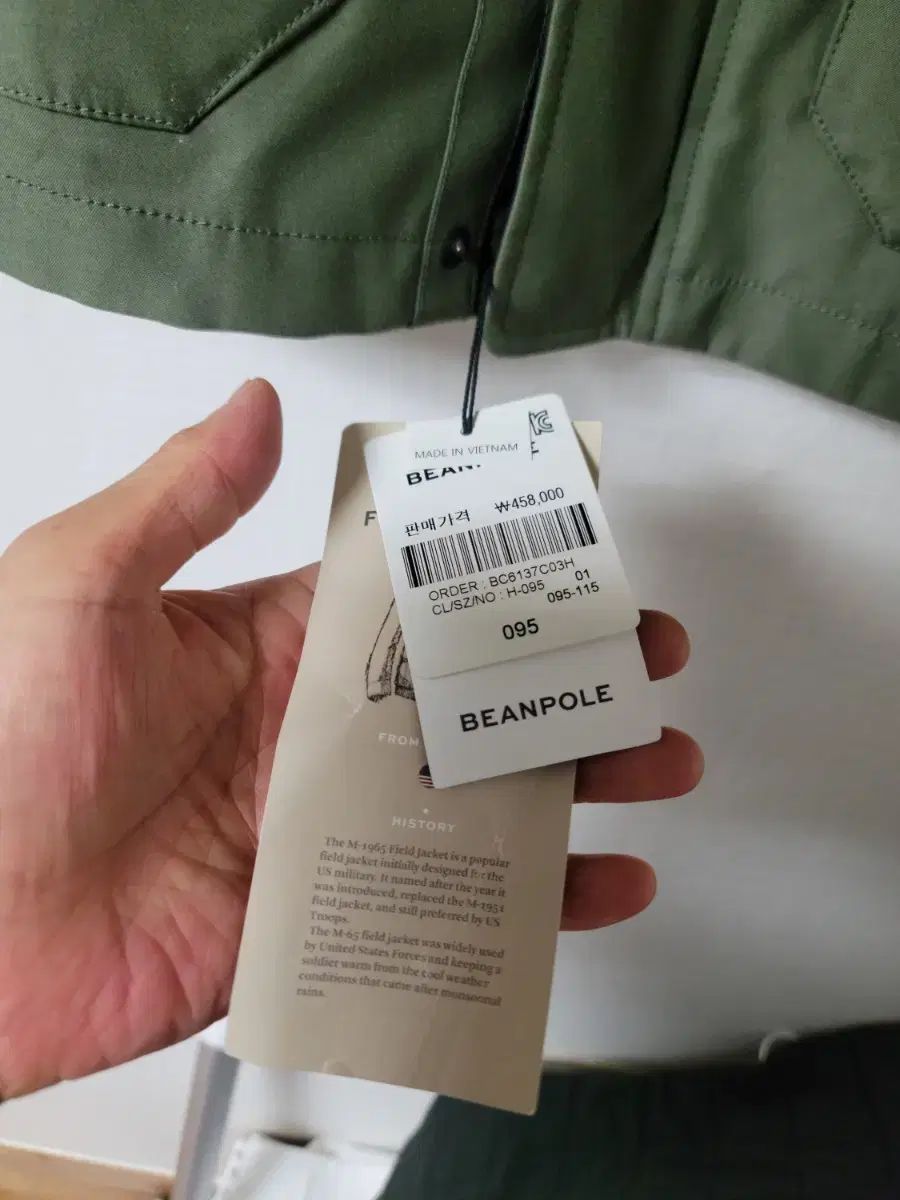 MADE IN VIETNAM
판매가격 ₩458,000
ORDER : BC6137C03H
CL/SZ/NO : H-095 01
095-115
095
BEANPOLE
FROM
HISTORY
The M-1965 Field Jacket is a popular
field jacket initially designed for the
US military. It named after the year it
was introduced, replaced the M-1951
field jacket, and still preferred by US
Troops.
The M-65 field jacket was widely used
by United States Forces and keeping a
soldier warm from the cool weather
conditions that came after monsoonal
rains.